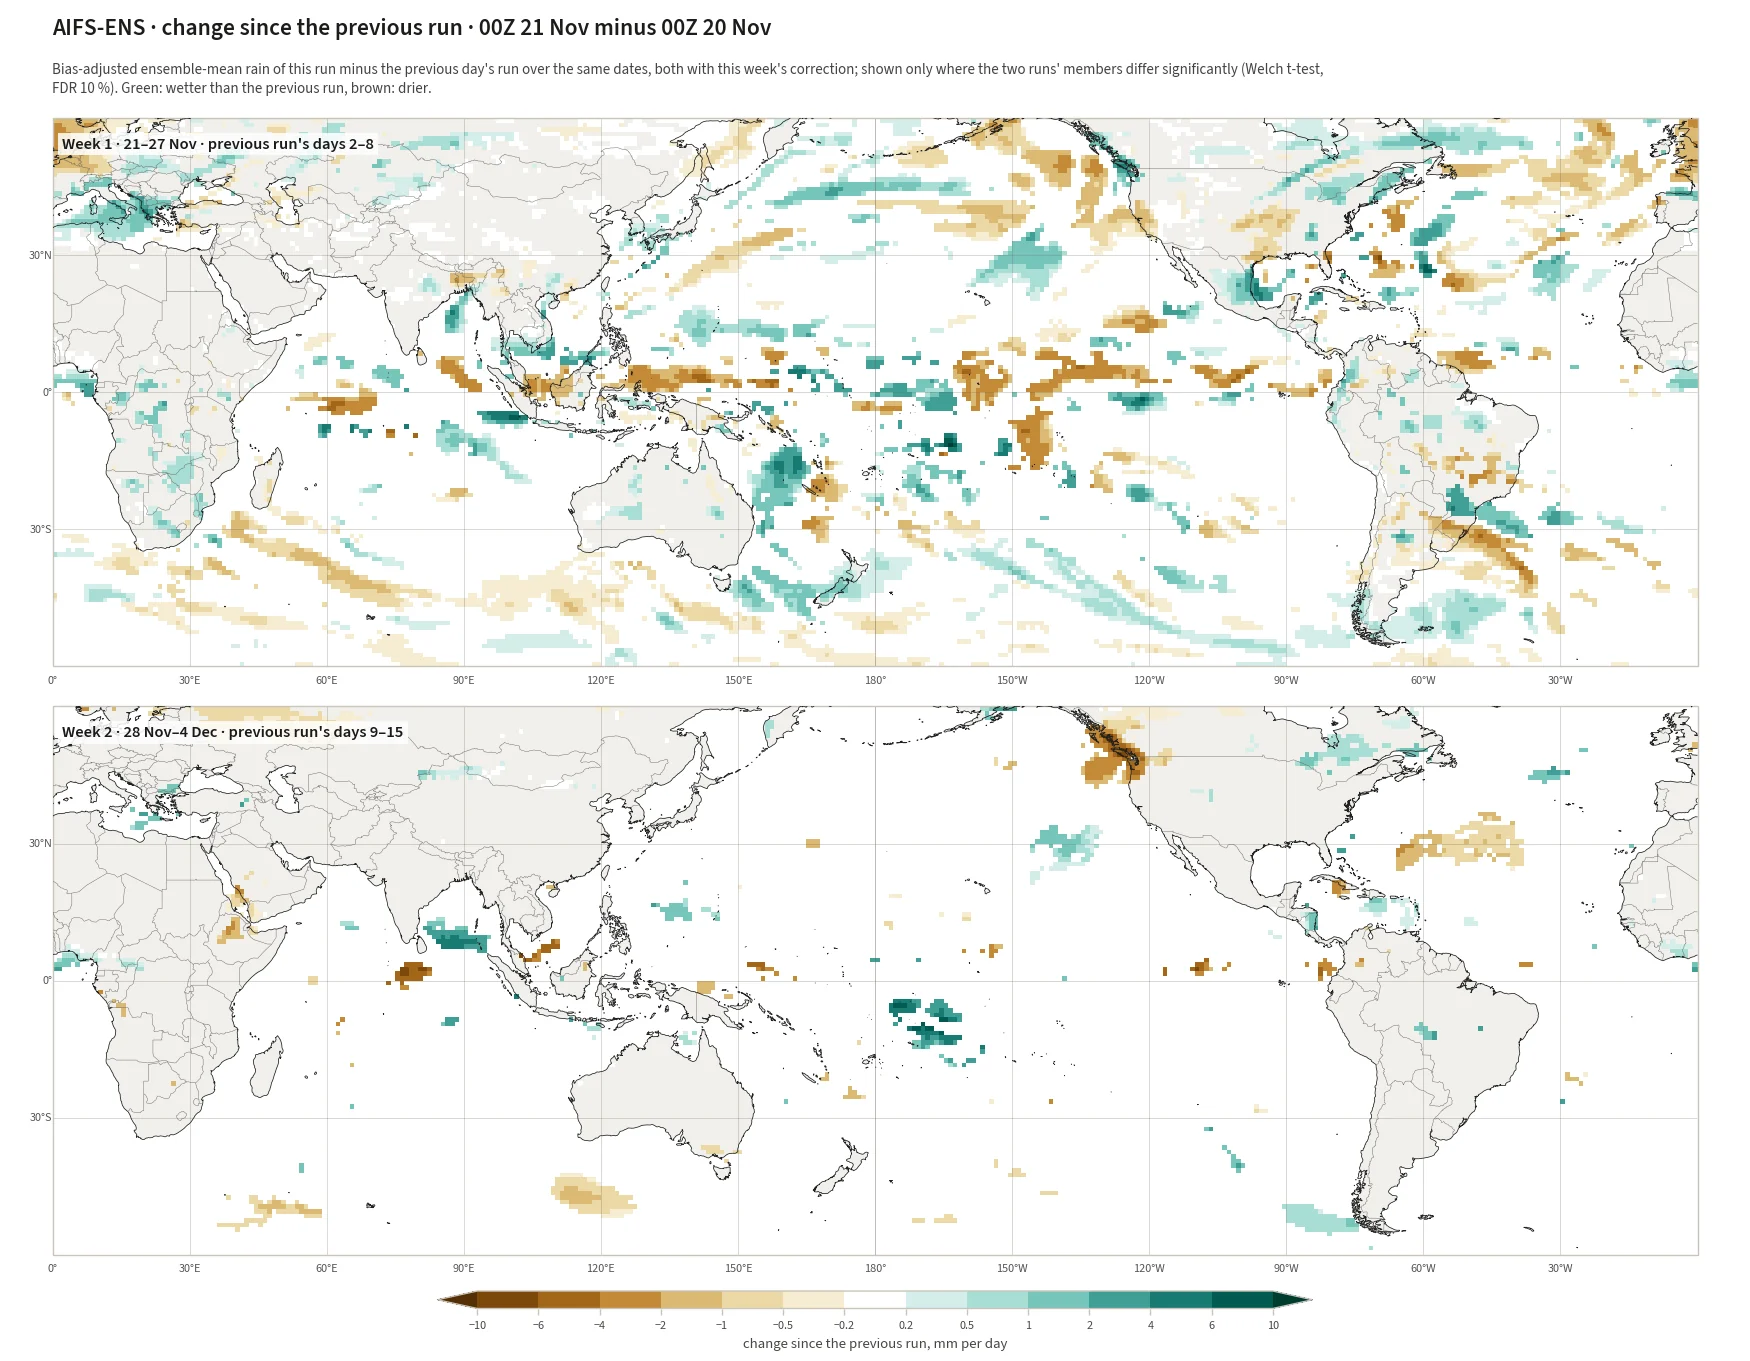 AIFS-ENS · change since the previous run · 00Z 21 Nov minus 00Z 20 Nov
Bias-adjusted ensemble-mean rain of this run minus the previous day's run over the same dates, both with this week's correction; shown only where the two runs' members differ significantly (Welch t-test,
FDR 10 %). Green: wetter than the previous run, brown: drier.
Week 1 · 21–27 Nov · previous run's days 2–8
30°N
0°
30°S
0° 30°E 60°E 90°E 120°E 150°E 180° 150°W 120°W 90°W 60°W 30°W
Week 2 · 28 Nov–4 Dec · previous run's days 9–15
30°N
0°
30°S
0° 30°E 60°E 90°E 120°E 150°E 180° 150°W 120°W 90°W 60°W 30°W
−10 −6 −4 −2 −1 −0.5 −0.2 0.2 0.5 1 2 4 6 10
change since the previous run, mm per day